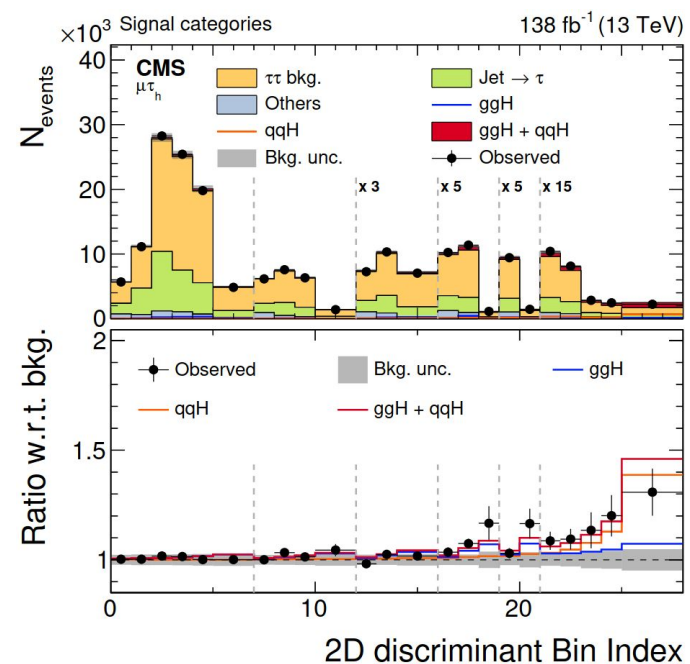 ×10³ Signal categories 138 fb⁻¹ (13 TeV)
40
30
20
10
0
N_events
CMS
μτ_h
ττ bkg. Jet → τ
Others ggH
qqH ggH + qqH
Bkg. unc. Observed
x 3 x 5 x 5 x 15
2
1.5
1
Ratio w.r.t. bkg.
Observed Bkg. unc. ggH
qqH ggH + qqH
0 10 20
2D discriminant Bin Index